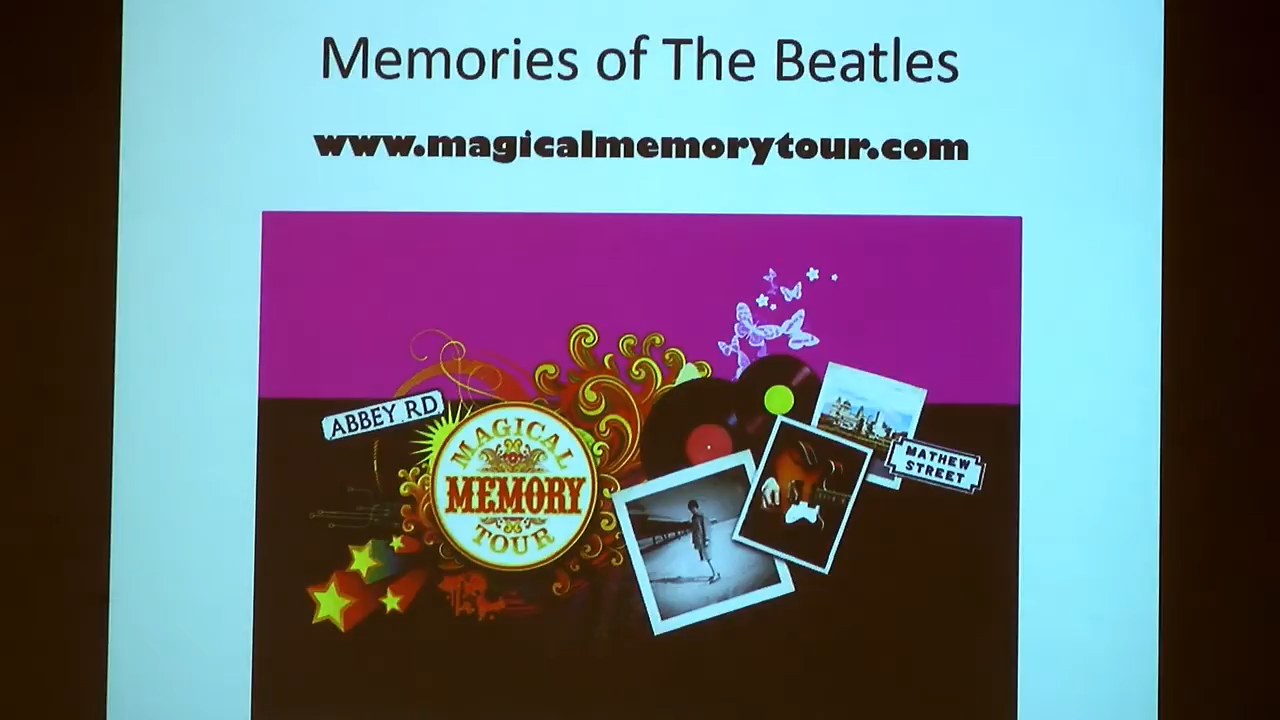 Memories of The Beatles
www.magicalmemorytour.com
ABBEY RD
MAGICAL
MEMORY
TOUR
MATHEW
STREET